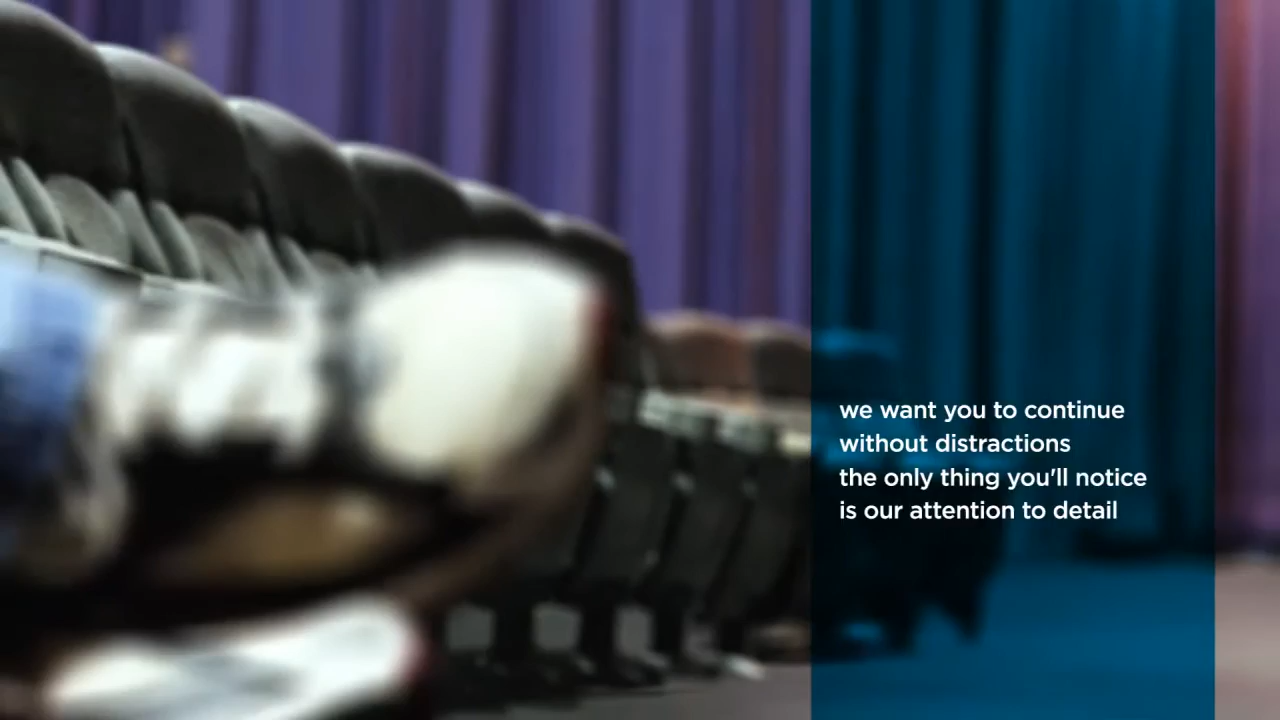 we want you to continue
without distractions
the only thing you'll notice
is our attention to detail